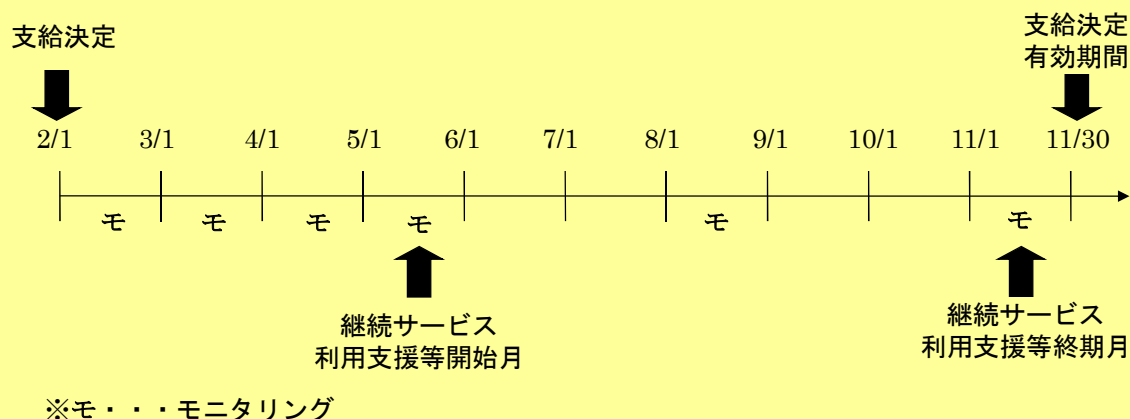 支給決定
支給決定
有効期間
2/1 3/1 4/1 5/1 6/1 7/1 8/1 9/1 10/1 11/1 11/30
モ モ モ モ モ モ
継続サービス
利用支援等開始月
継続サービス
利用支援等終期月
※モ・・・モニタリング